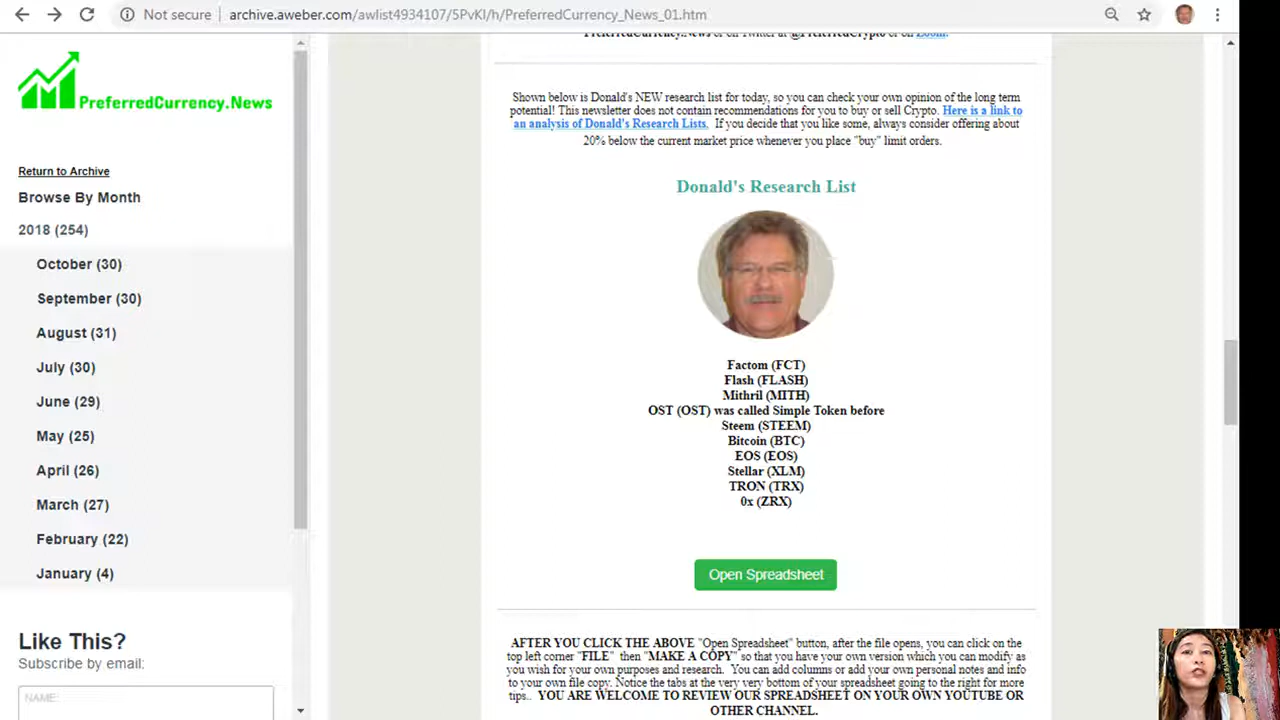 Not secure archive.aweber.com/awlist4934107/5PvKl/h/PreferredCurrency_News_01.htm
PreferredCurrency.News
Return to Archive
Browse By Month
2018 (254)
October (30)
September (30)
August (31)
July (30)
June (29)
May (25)
April (26)
March (27)
February (22)
January (4)
Like This?
Subscribe by email:
NAME:
PreferredCurrency.News or on Twitter at @PreferredCrypto or on Zoom.
Shown below is Donald's NEW research list for today, so you can check your own opinion of the long term
potential! This newsletter does not contain recommendations for you to buy or sell Crypto. Here is a link to
an analysis of Donald's Research Lists. If you decide that you like some, always consider offering about
20% below the current market price whenever you place "buy" limit orders.
Donald's Research List
Factom (FCT)
Flash (FLASH)
Mithril (MITH)
OST (OST) was called Simple Token before
Steem (STEEM)
Bitcoin (BTC)
EOS (EOS)
Stellar (XLM)
TRON (TRX)
0x (ZRX)
Open Spreadsheet
AFTER YOU CLICK THE ABOVE "Open Spreadsheet" button, after the file opens, you can click on the
top left corner "FILE" then "MAKE A COPY" so that you have your own version which you can modify as
you wish for your own purposes and research. You can add columns or add your own personal notes and info
to your own file copy. Notice the tabs at the very very bottom of your spreadsheet going to the right for more
tips.. YOU ARE WELCOME TO REVIEW OUR SPREADSHEET ON YOUR OWN YOUTUBE OR
OTHER CHANNEL.